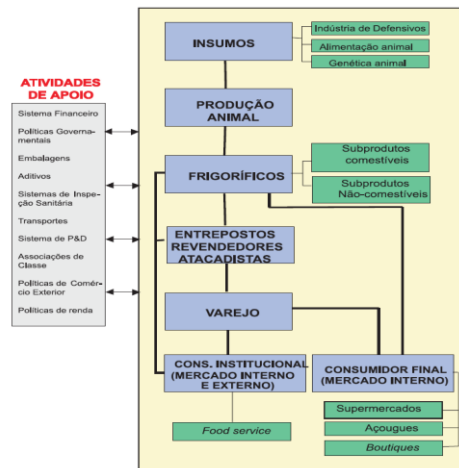 INSUMOS
Indústria de Defensivos
Alimentação animal
Genética animal
ATIVIDADES
DE APOIO
Sistema Financeiro
Políticas Governa-
mentais
Embalagens
Aditivos
Sistemas de Inspe-
ção Sanitária
Transportes
Sistema de P&D
Associações de
Classe
Políticas de Comér-
cio Exterior
Políticas de renda
PRODUÇÃO
ANIMAL
FRIGORÍFICOS
Subprodutos
comestíveis
Subprodutos
Não-comestíveis
ENTREPOSTOS
REVENDEDORES
ATACADISTAS
VAREJO
CONS. INSTITUCIONAL
(MERCADO INTERNO
E EXTERNO)
CONSUMIDOR FINAL
(MERCADO INTERNO)
Food service
Supermercados
Açougues
Boutiques